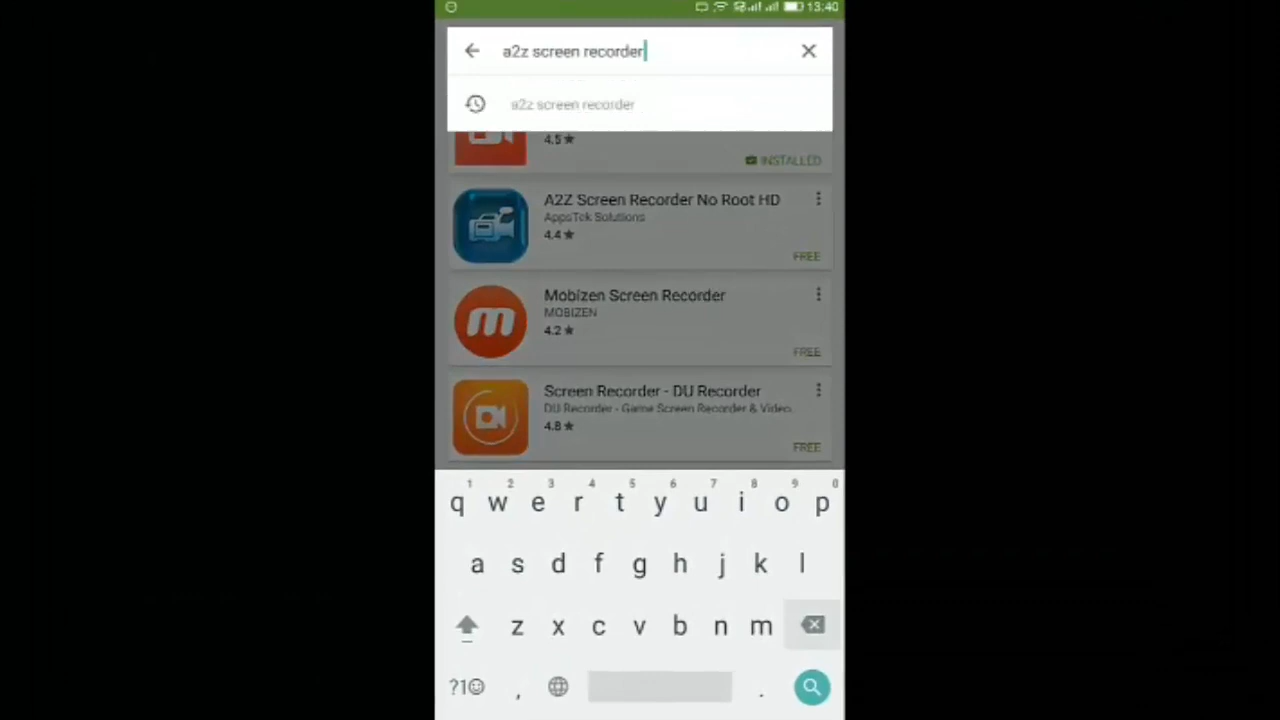 13:40
a2z screen recorder
a2z screen recorder
4.5★
INSTALLED
A2Z Screen Recorder No Root HD
AppsTek Solutions
4.4★
FREE
Mobizen Screen Recorder
MOBIZEN
4.2★
FREE
Screen Recorder - DU Recorder
DU Recorder - Game Screen Recorder & Video.
4.8★
FREE
1 2 3 4 5 6 7 8 9 0
q w e r t y u i o p
a s d f g h j k l
z x c v b n m
?1☺ , .